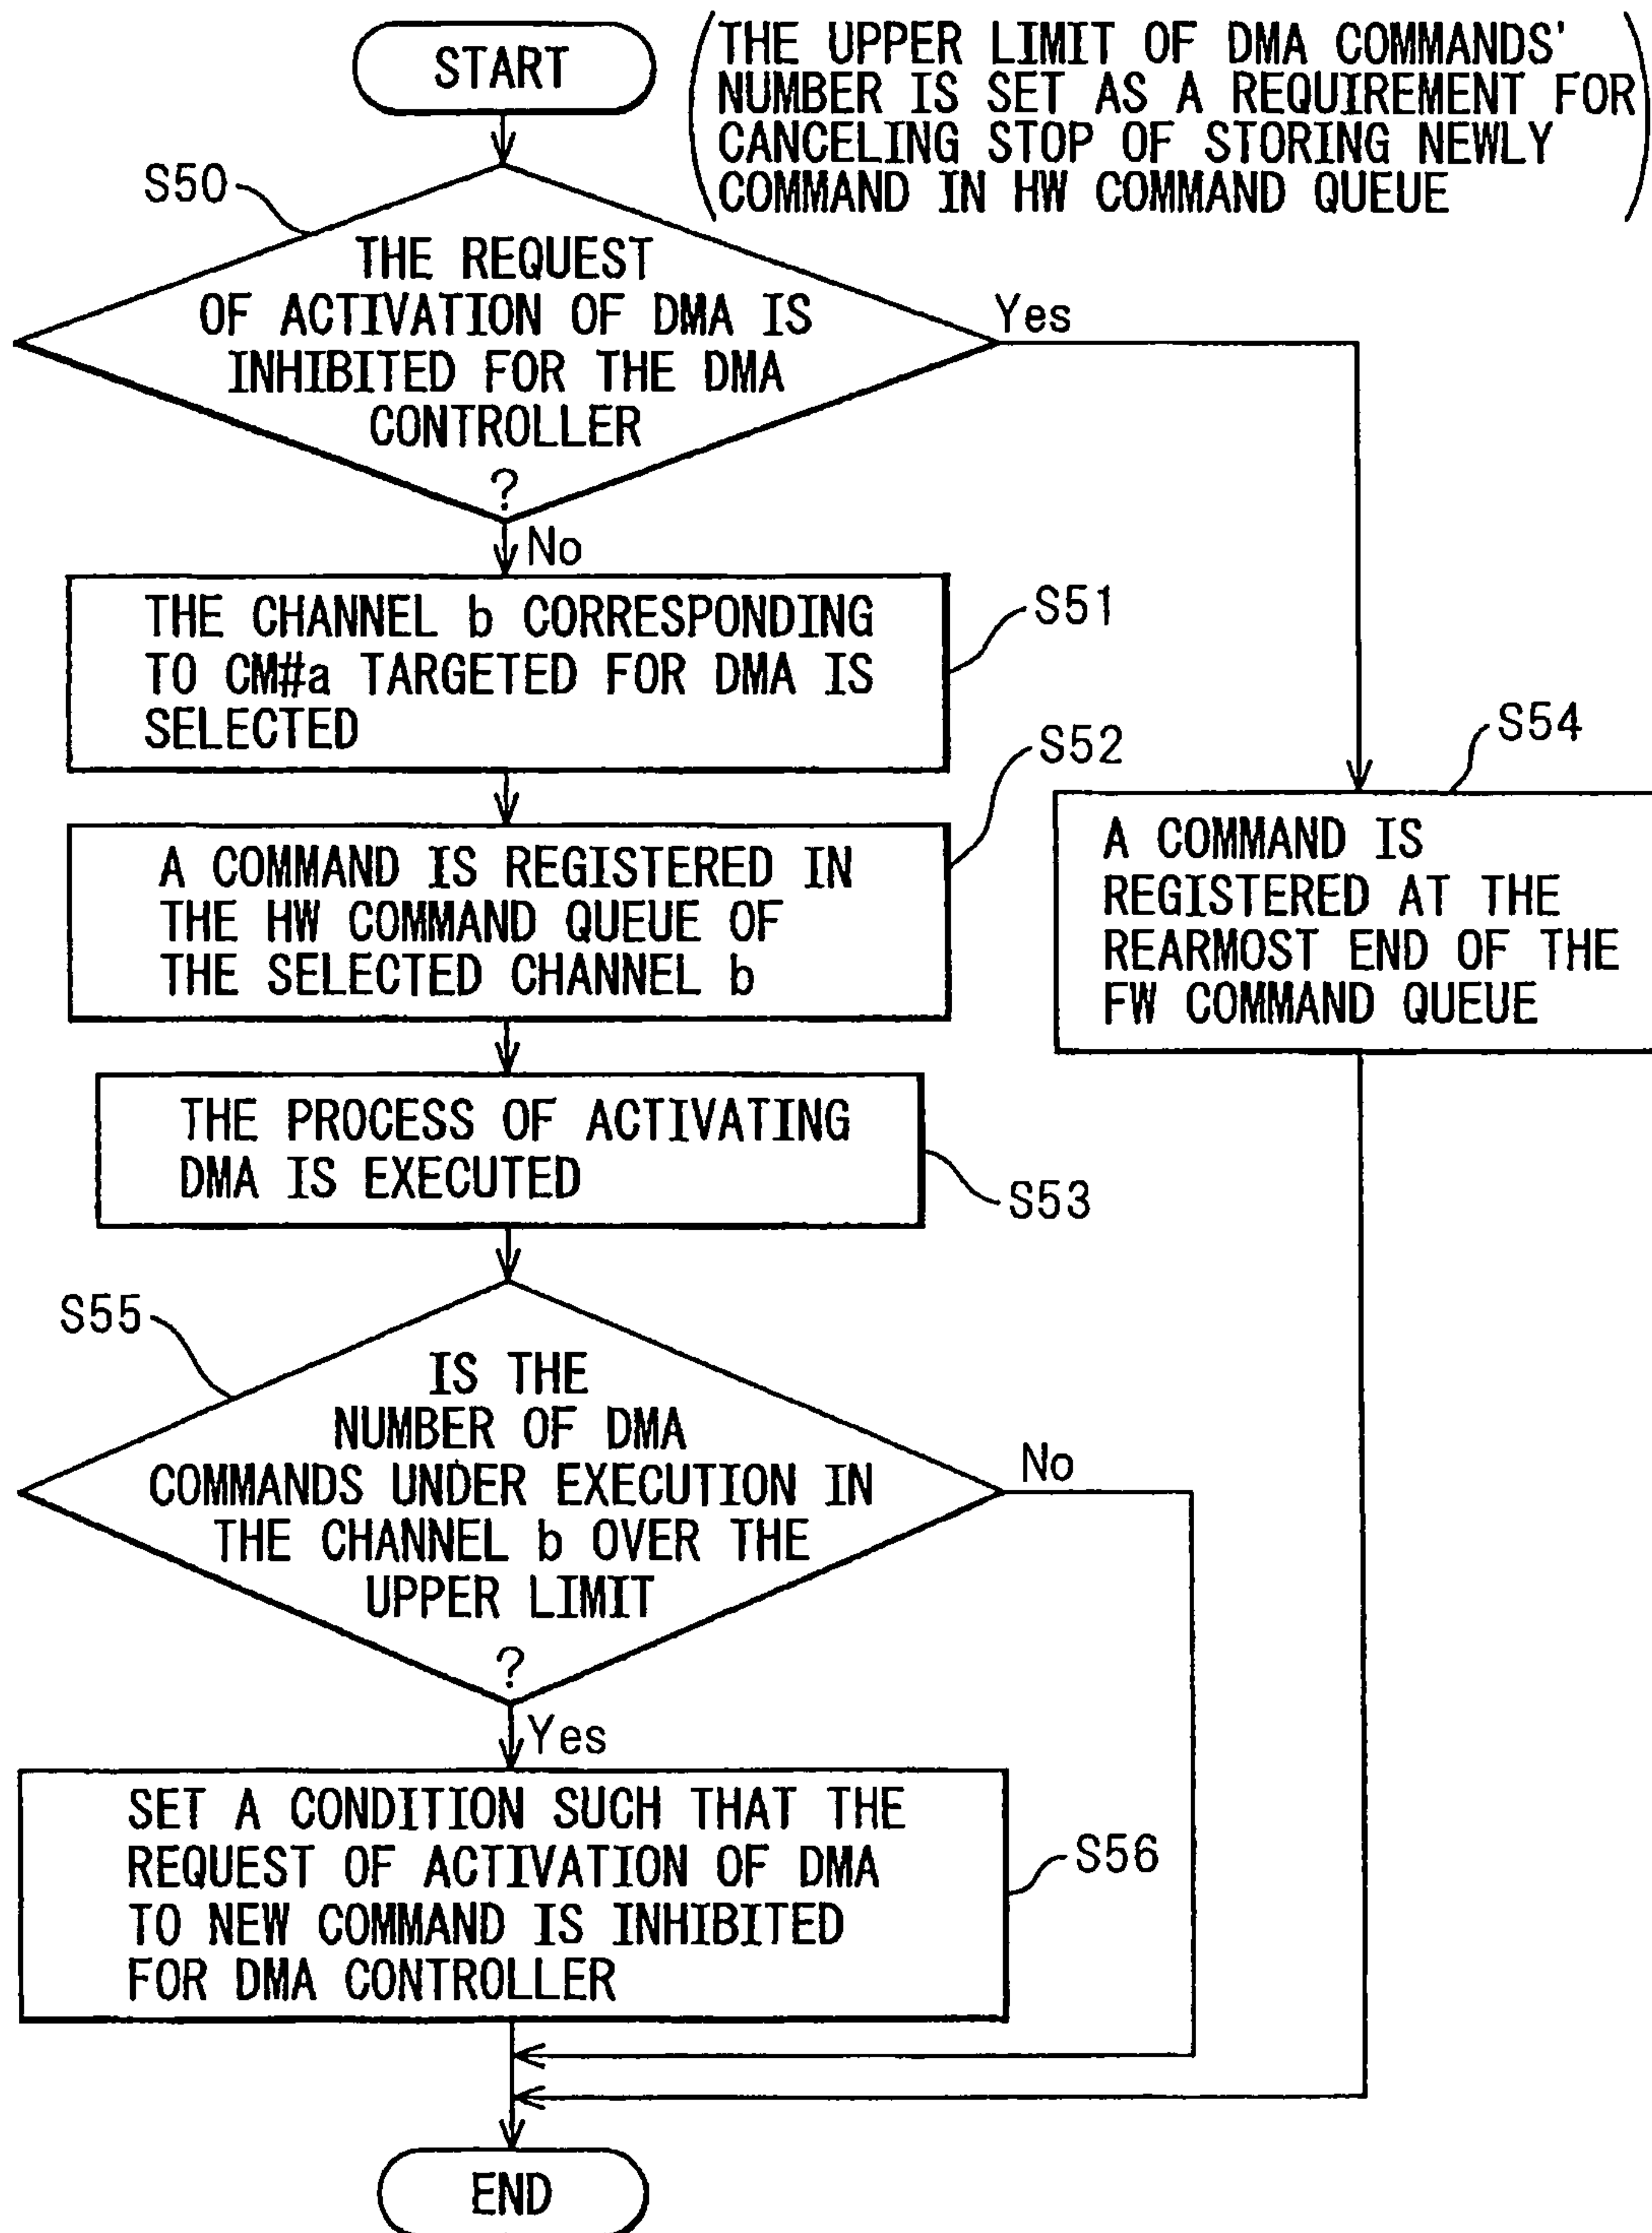 START
THE UPPER LIMIT OF DMA COMMANDS'
NUMBER IS SET AS A REQUIREMENT FOR
CANCELING STOP OF STORING NEWLY
COMMAND IN HW COMMAND QUEUE
S50
THE REQUEST
OF ACTIVATION OF DMA IS
INHIBITED FOR THE DMA
CONTROLLER
?
Yes
No
THE CHANNEL b CORRESPONDING
TO CM#a TARGETED FOR DMA IS
SELECTED
S51
A COMMAND IS REGISTERED IN
THE HW COMMAND QUEUE OF
THE SELECTED CHANNEL b
S52
A COMMAND IS
REGISTERED AT THE
REARMOST END OF THE
FW COMMAND QUEUE
S54
THE PROCESS OF ACTIVATING
DMA IS EXECUTED
S53
S55
IS THE
NUMBER OF DMA
COMMANDS UNDER EXECUTION IN
THE CHANNEL b OVER THE
UPPER LIMIT
?
No
Yes
SET A CONDITION SUCH THAT THE
REQUEST OF ACTIVATION OF DMA
TO NEW COMMAND IS INHIBITED
FOR DMA CONTROLLER
S56
END